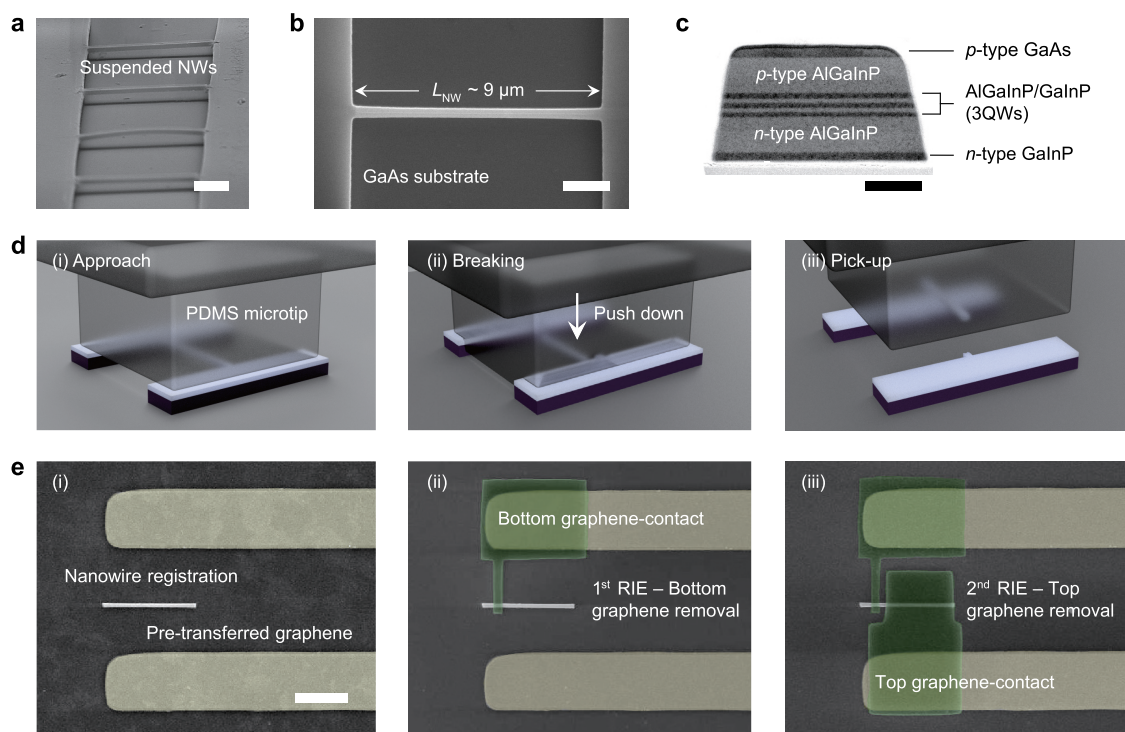 a
Suspended NWs
b
L_NW ~ 9 µm
GaAs substrate
c
p-type GaAs
p-type AlGaInP
AlGaInP/GaInP
(3QWs)
n-type AlGaInP
n-type GaInP
d
(i) Approach
PDMS microtip
(ii) Breaking
Push down
(iii) Pick-up
e
(i)
Nanowire registration
Pre-transferred graphene
(ii)
Bottom graphene-contact
1st RIE – Bottom
graphene removal
(iii)
2nd RIE – Top
graphene removal
Top graphene-contact